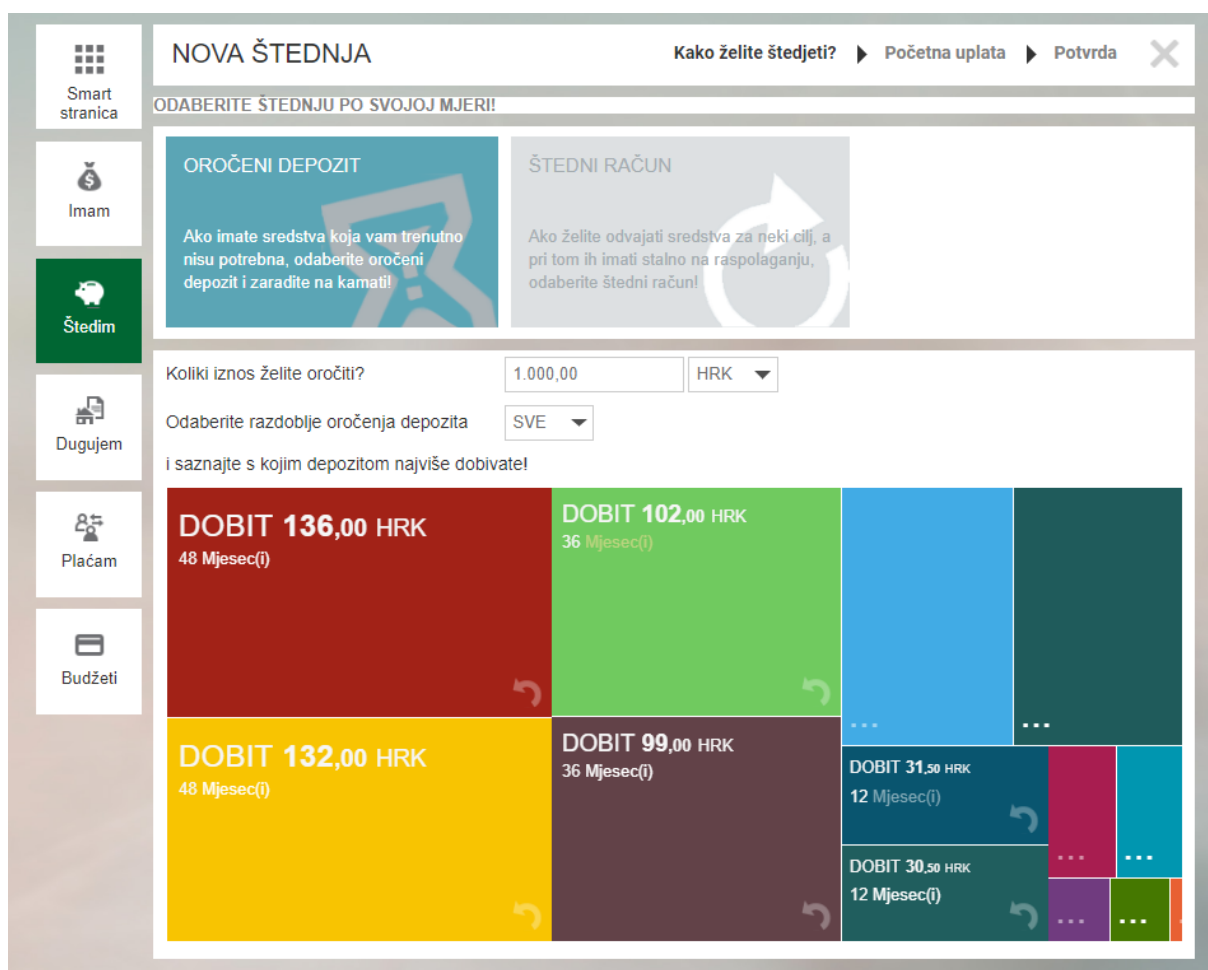 Smart
stranica
Imam
Štedim
Dugujem
Plaćam
Budžeti
NOVA ŠTEDNJA
Kako želite štedjeti? Početna uplata Potvrda
ODABERITE ŠTEDNJU PO SVOJOJ MJERI!
OROČENI DEPOZIT
Ako imate sredstva koja vam trenutno
nisu potrebna, odaberite oročeni
depozit i zaradite na kamati!
ŠTEDNI RAČUN
Ako želite odvajati sredstva za neki cilj, a
pri tom ih imati stalno na raspolaganju,
odaberite štedni račun!
Koliki iznos želite oročiti? 1.000,00 HRK
Odaberite razdoblje oročenja depozita SVE
i saznajte s kojim depozitom najviše dobivate!
DOBIT 136,00 HRK
48 Mjesec(i)
DOBIT 102,00 HRK
36 Mjesec(i)
...
...
DOBIT 132,00 HRK
48 Mjesec(i)
DOBIT 99,00 HRK
36 Mjesec(i)
DOBIT 31,50 HRK
12 Mjesec(i)
...
...
DOBIT 30,50 HRK
12 Mjesec(i)
...
...